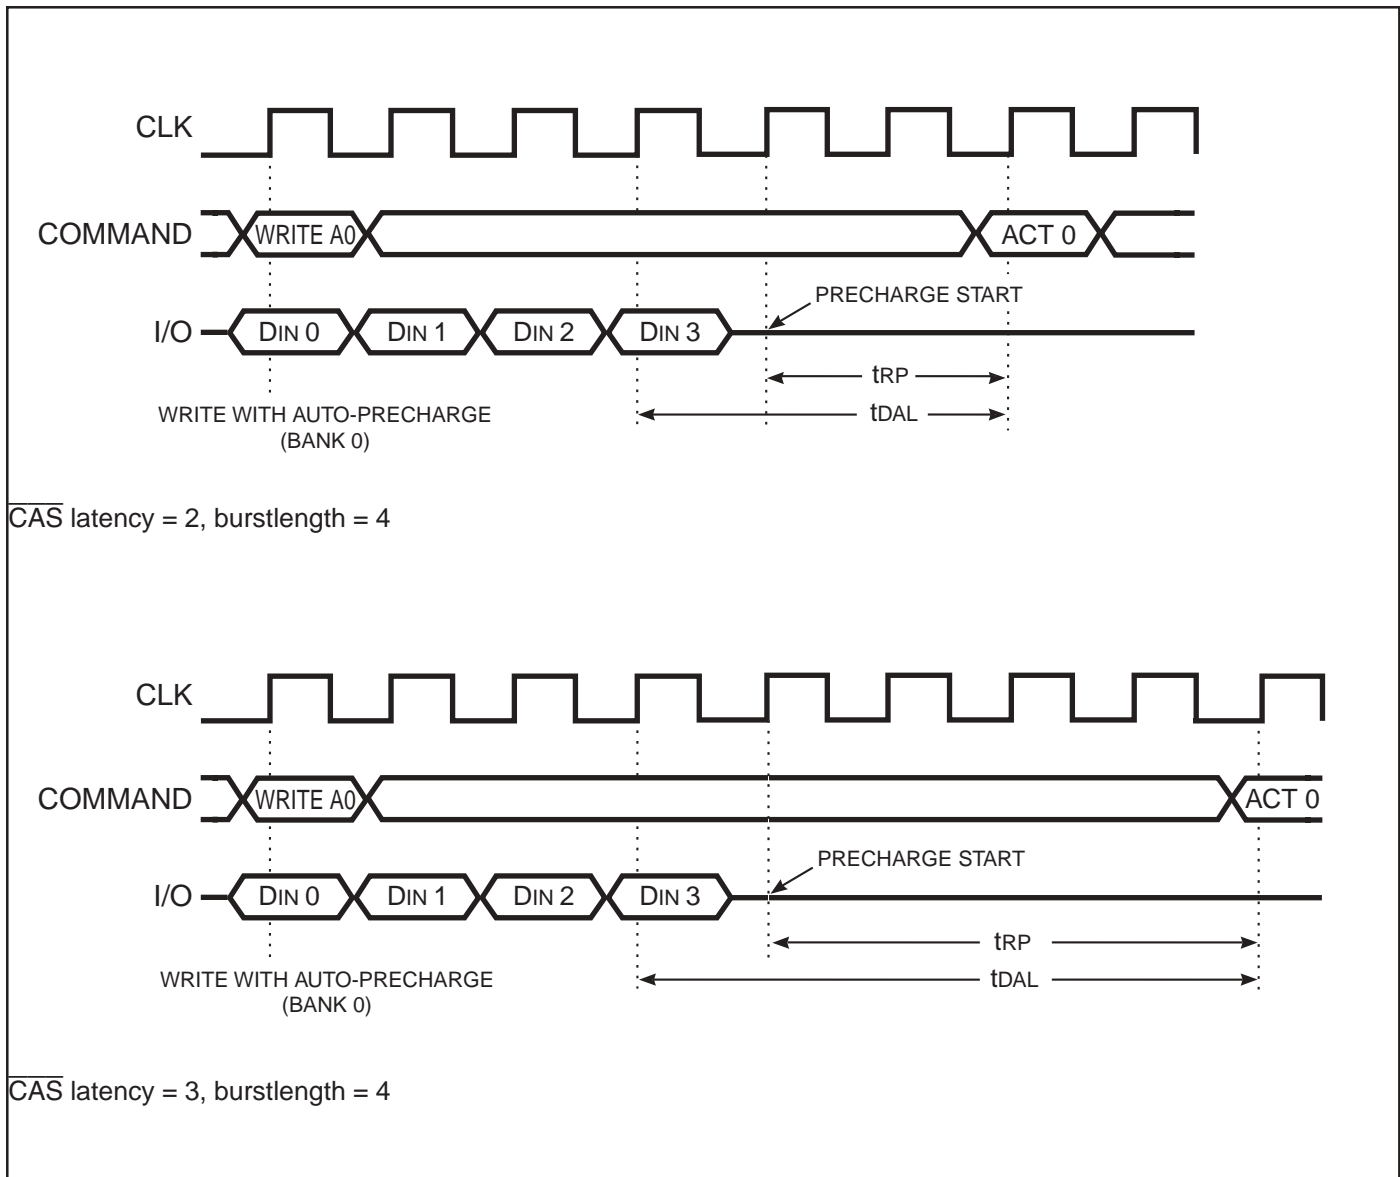 CLK
COMMAND
WRITE A0
ACT 0
PRECHARGE START
I/O
DIN 0
DIN 1
DIN 2
DIN 3
tRP
tDAL
WRITE WITH AUTO-PRECHARGE
(BANK 0)
CAS latency = 2, burstlength = 4
CLK
COMMAND
WRITE A0
ACT 0
PRECHARGE START
I/O
DIN 0
DIN 1
DIN 2
DIN 3
tRP
tDAL
WRITE WITH AUTO-PRECHARGE
(BANK 0)
CAS latency = 3, burstlength = 4